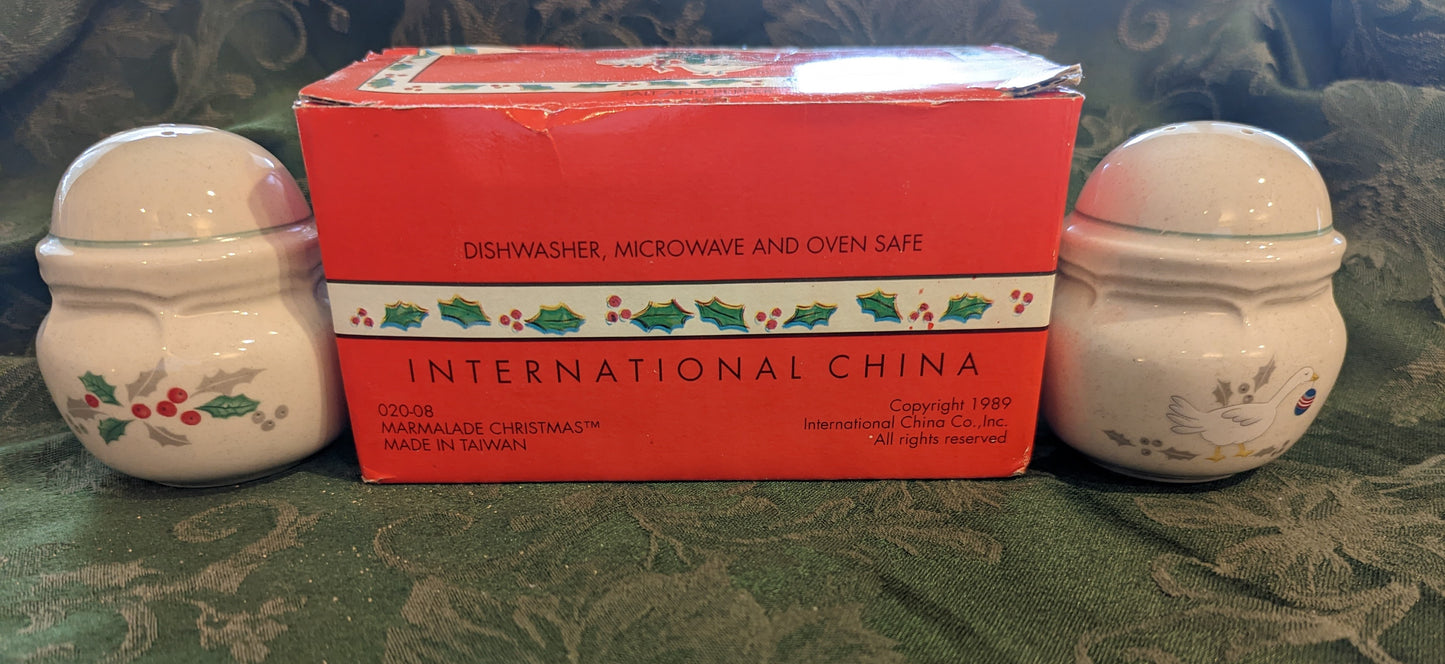 DISHWASHER, MICROWAVE AND OVEN SAFE
INTERNATIONAL CHINA
020-08
MARMALADE CHRISTMAS™
MADE IN TAIWAN
Copyright 1989
International China Co., Inc.
All rights reserved